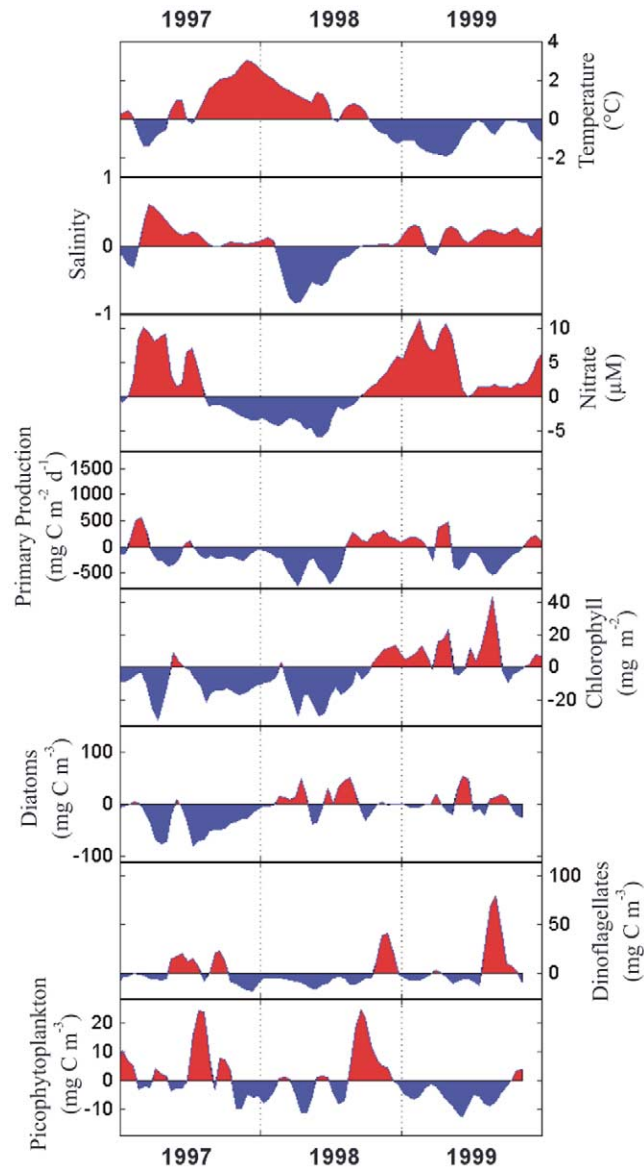 1997 1998 1999
4
2
0
-2
Temperature
(°C)
1
0
-1
Salinity
10
5
0
-5
Nitrate
(µM)
1500
1000
500
0
-500
Primary Production
(mg C m-2 d-1)
40
20
0
-20
Chlorophyll
(mg m-2)
100
0
-100
Diatoms
(mg C m-3)
100
50
0
Dinoflagellates
(mg C m-3)
20
10
0
-10
Picophytoplankton
(mg C m-3)
1997 1998 1999